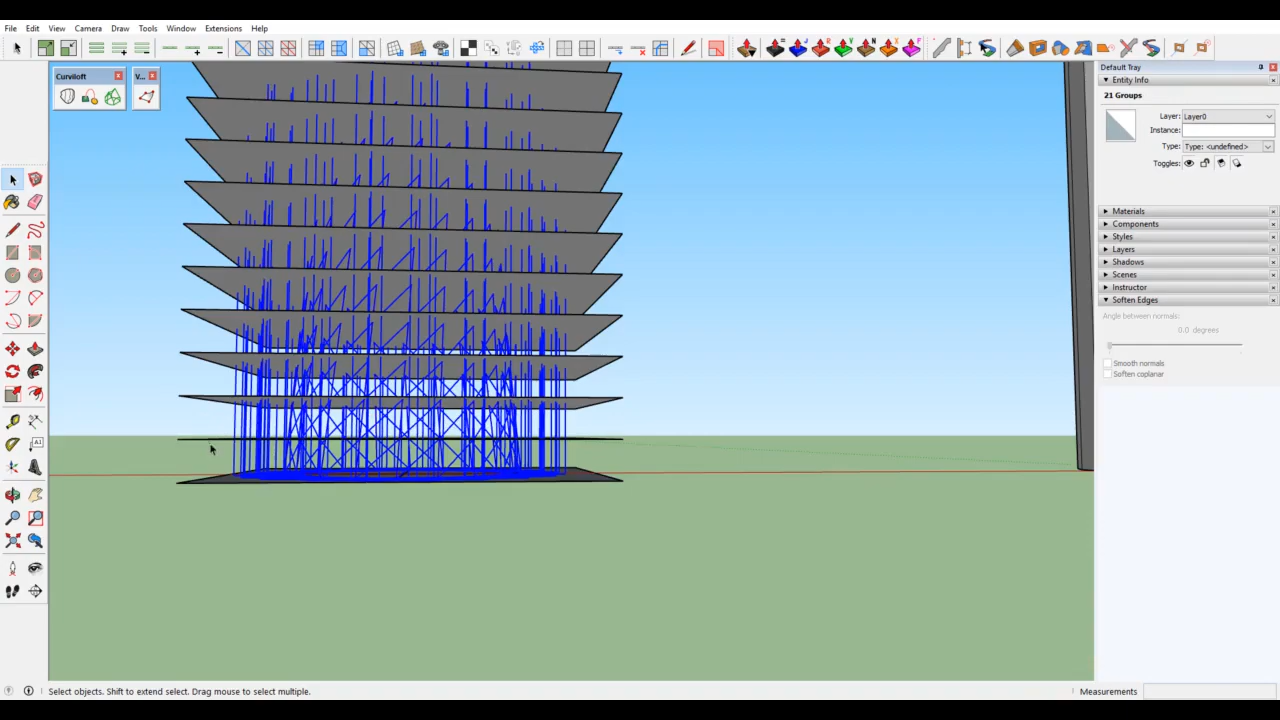 File Edit View Camera Draw Tools Window Extensions Help
Default Tray
Curviloft
V...
Entity Info
21 Groups
Layer: Layer0
Instance:
Type: Type: <undefined>
Toggles:
Materials
Components
Styles
Layers
Shadows
Scenes
Instructor
Soften Edges
Angle between normals:
0.0 degrees
Smooth normals
Soften coplanar
A1
Select objects. Shift to extend select. Drag mouse to select multiple.
Measurements